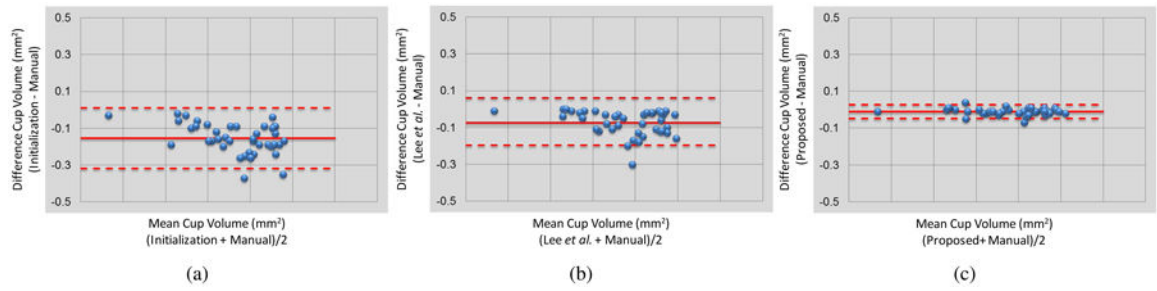 Difference Cup Volume (mm²)
(Initialization - Manual)
0.5
0.3
0.1
-0.1
-0.3
-0.5
Mean Cup Volume (mm²)
(Initialization + Manual)/2
(a)
Difference Cup Volume (mm²)
(Lee et al. - Manual)
0.5
0.3
0.1
-0.1
-0.3
-0.5
Mean Cup Volume (mm²)
(Lee et al. + Manual)/2
(b)
Difference Cup Volume (mm²)
(Proposed - Manual)
0.5
0.3
0.1
-0.1
-0.3
-0.5
Mean Cup Volume (mm²)
(Proposed+ Manual)/2
(c)